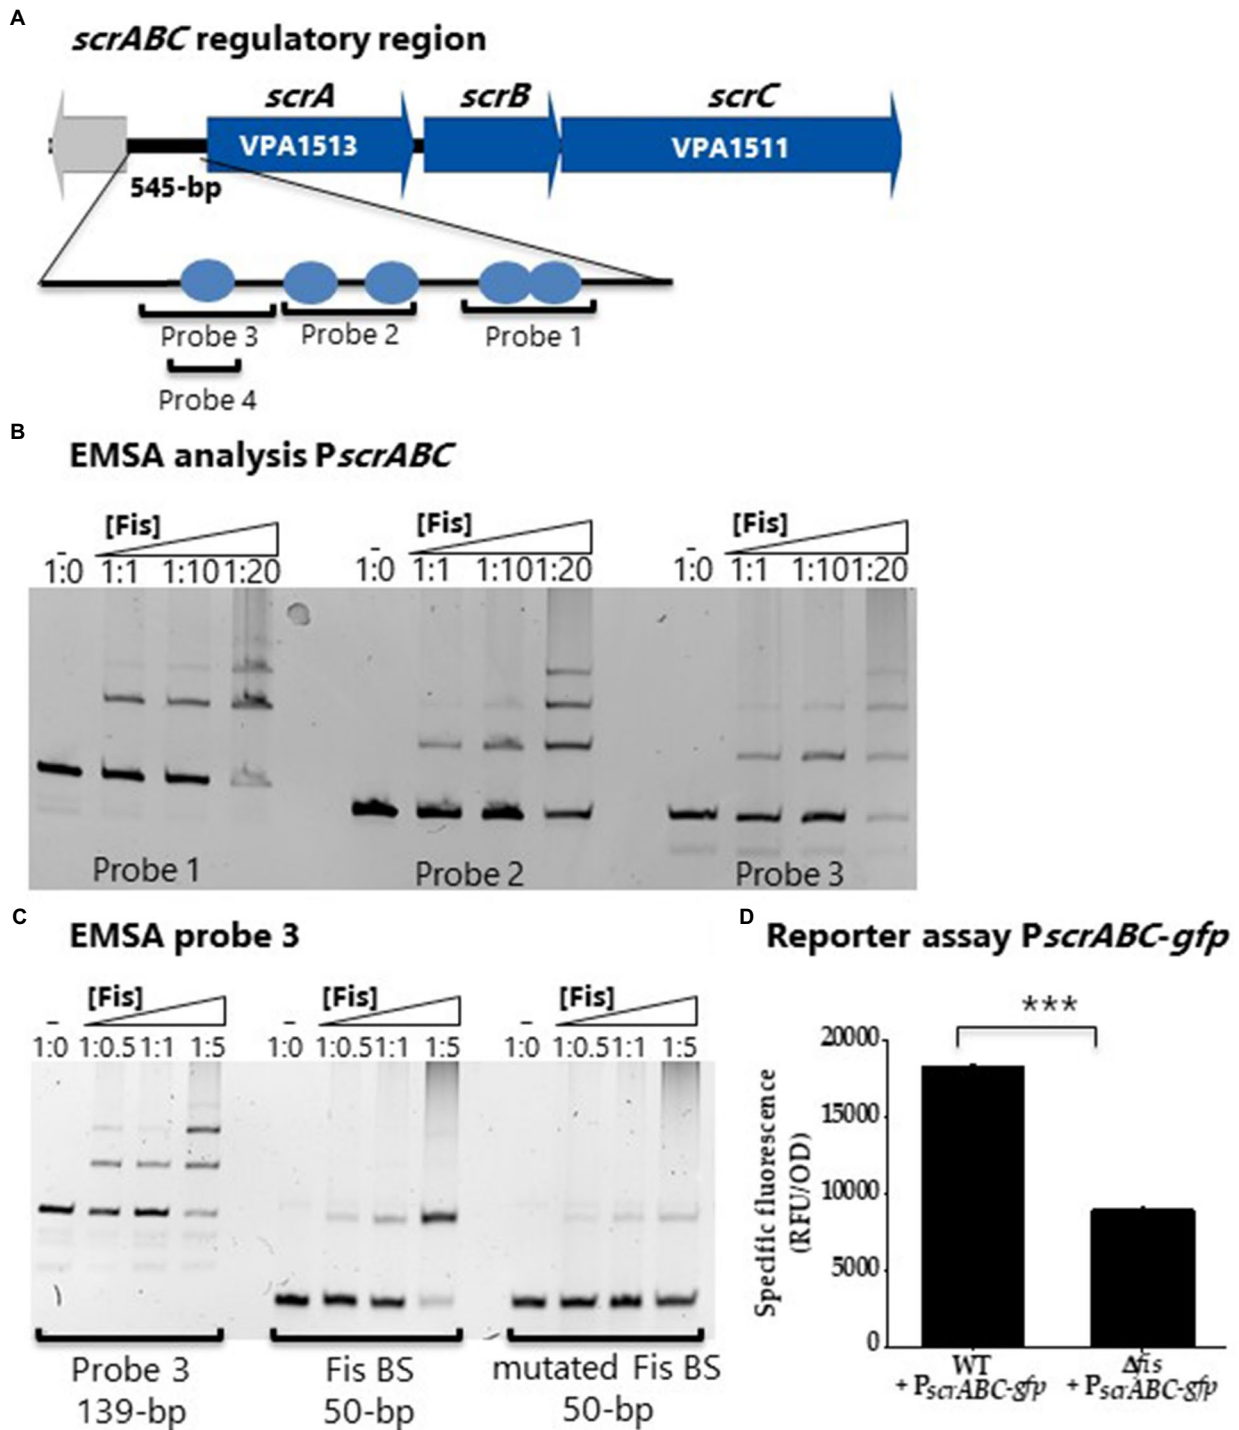 A
scrABC regulatory region
scrA scrB scrC
VPA1513 VPA1511
545-bp
Probe 3 Probe 2 Probe 1
Probe 4
B
EMSA analysis PscrABC
[Fis] [Fis] [Fis]
- - -
1:0 1:1 1:10 1:20 1:0 1:1 1:10 1:20 1:0 1:1 1:10 1:20
Probe 1 Probe 2 Probe 3
C
EMSA probe 3
[Fis] [Fis] [Fis]
- - -
1:0 1:0.5 1:1 1:5 1:0 1:0.5 1:1 1:5 1:0 1:0.5 1:1 1:5
Probe 3 Fis BS mutated Fis BS
139-bp 50-bp 50-bp
D
Reporter assay PscrABC-gfp
***
Specific fluorescence
(RFU/OD)
20000
15000
10000
5000
0
WT Δfis
+ PscrABC-gfp + PscrABC-gfp